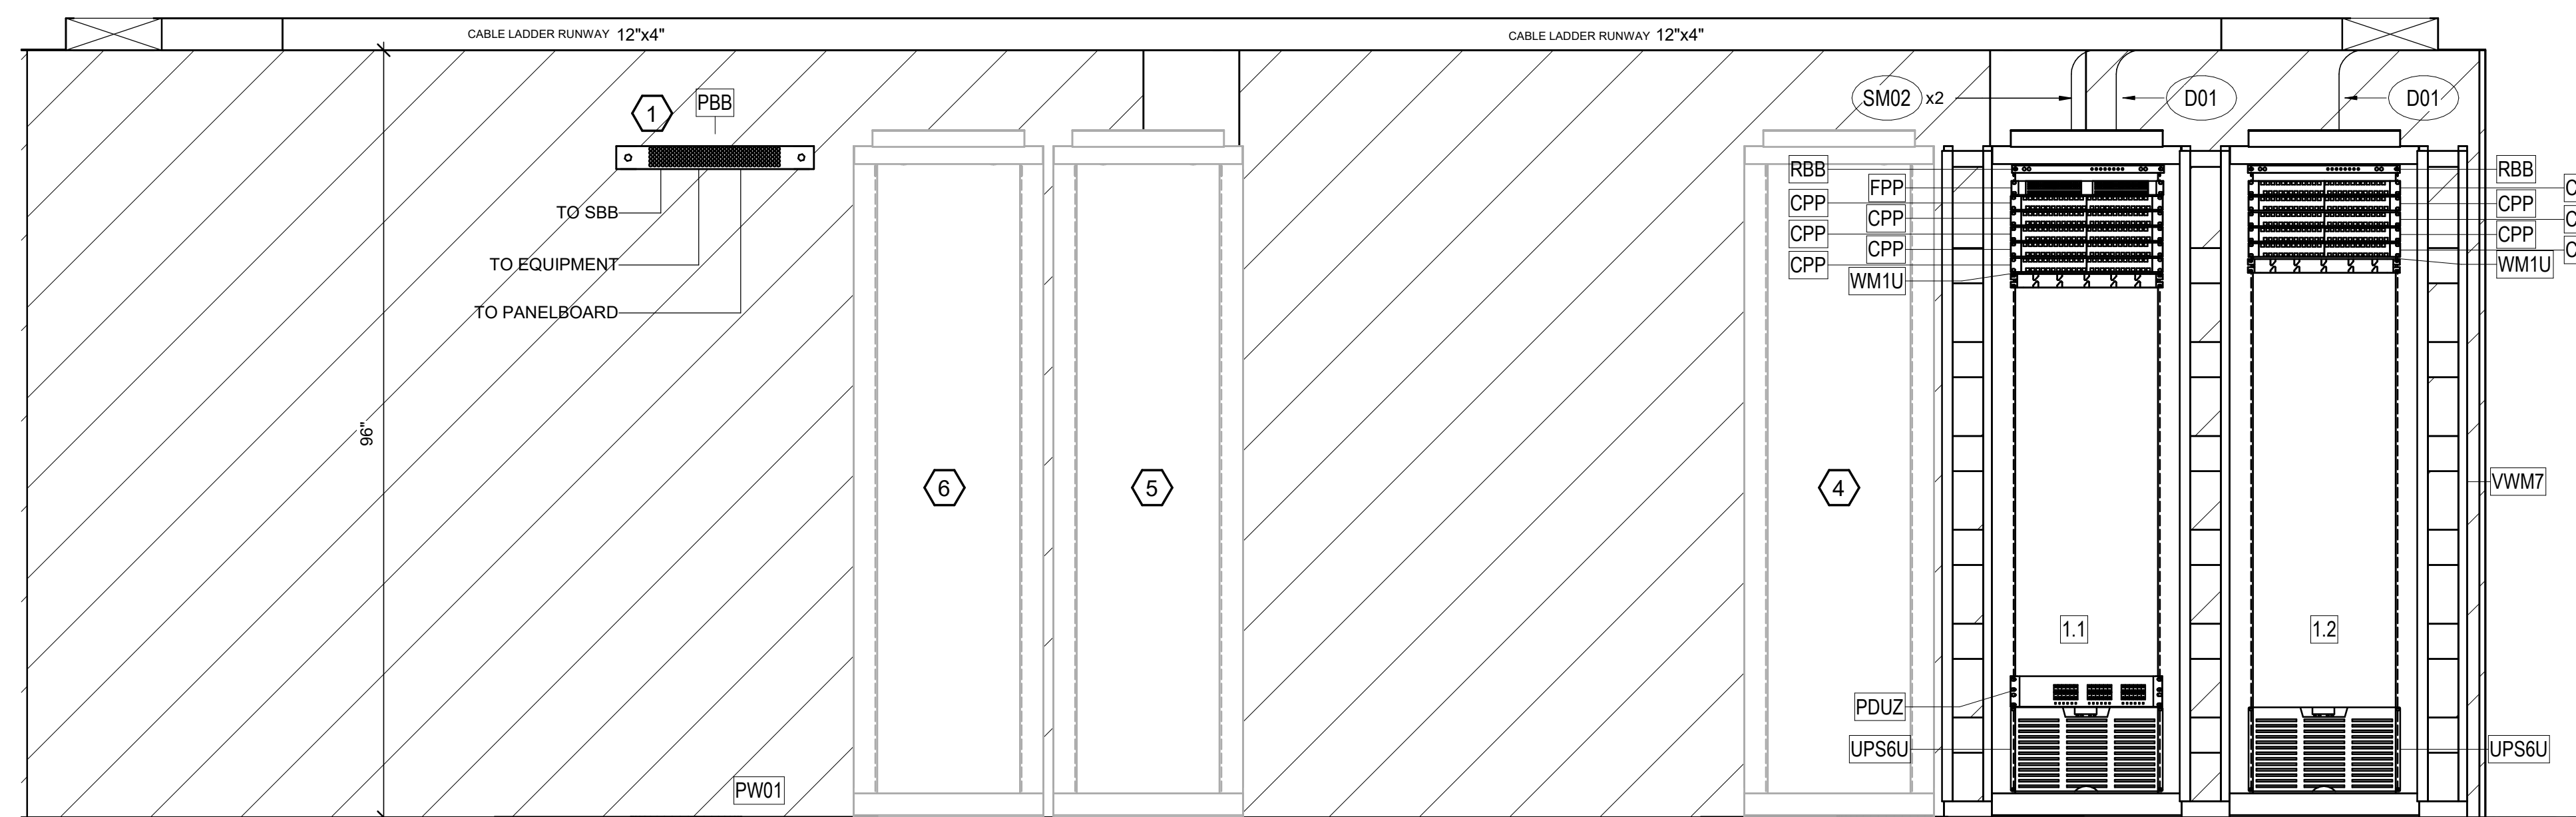 CABLE LADDER RUNWAY 12"x4"
CABLE LADDER RUNWAY 12"x4"
1
PBB
SM02 x2
D01
D01
TO SBB
TO EQUIPMENT
TO PANELBOARD
96"
RBB
FPP
CPP
CPP
CPP
CPP
CPP
WM1U
RBB
C
CPP
C
CPP
C
WM1U
6
5
4
VWM7
1.1
1.2
PDUZ
UPS6U
UPS6U
PW01